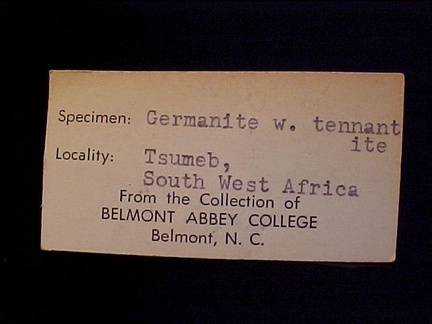 Specimen: Germanite w. tennant
ite
Locality: Tsumeb,
South West Africa
From the Collection of
BELMONT ABBEY COLLEGE
Belmont, N. C.